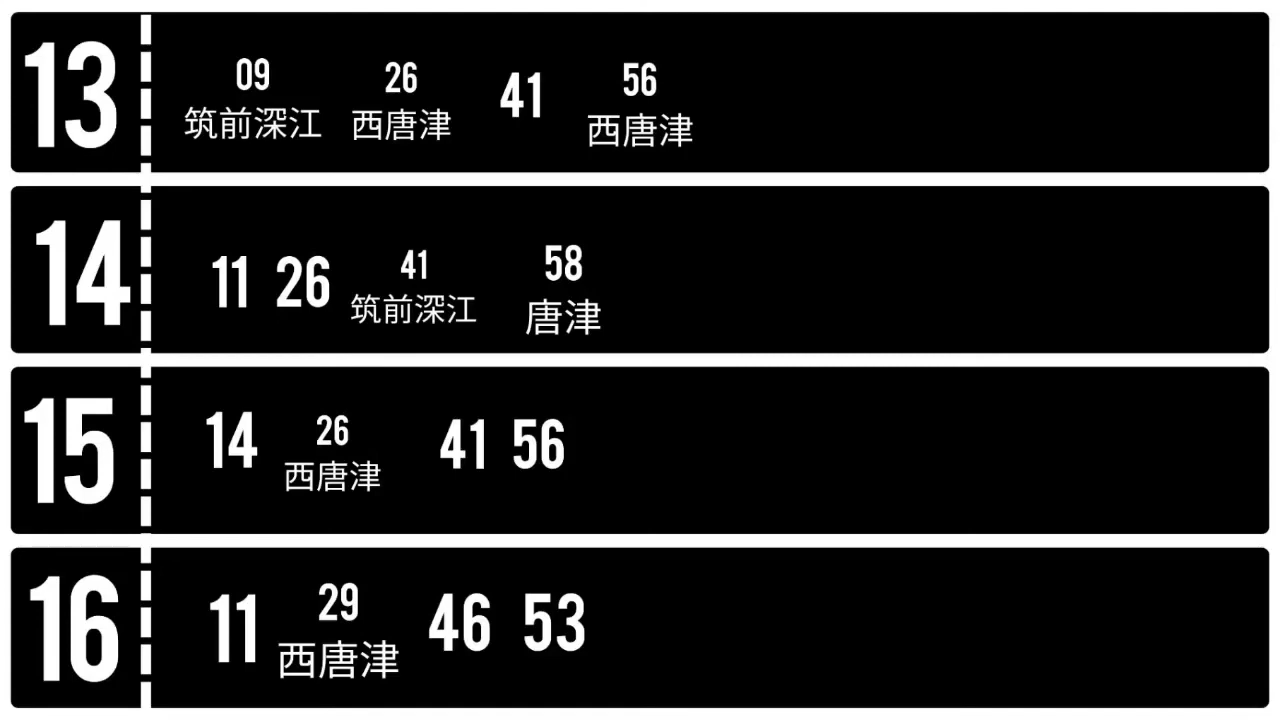 13
09 26 41 56
筑前深江 西唐津 西唐津
14
11 26 41 58
筑前深江 唐津
15
14 26 41 56
西唐津
16
11 29 46 53
西唐津